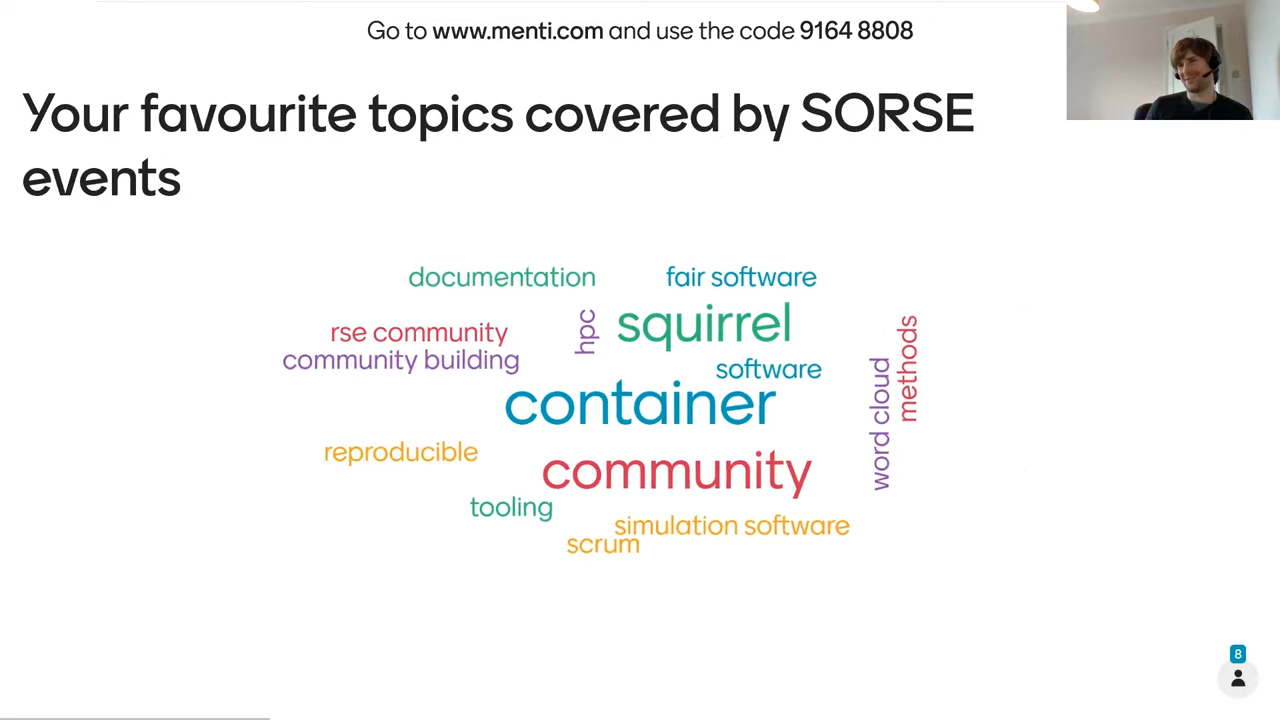 Go to www.menti.com and use the code 9164 8808
Your favourite topics covered by SORSE
events
documentation
fair software
hpc
squirrel
rse community
community building
software
methods
word cloud
container
reproducible
community
tooling
simulation software
scrum
8